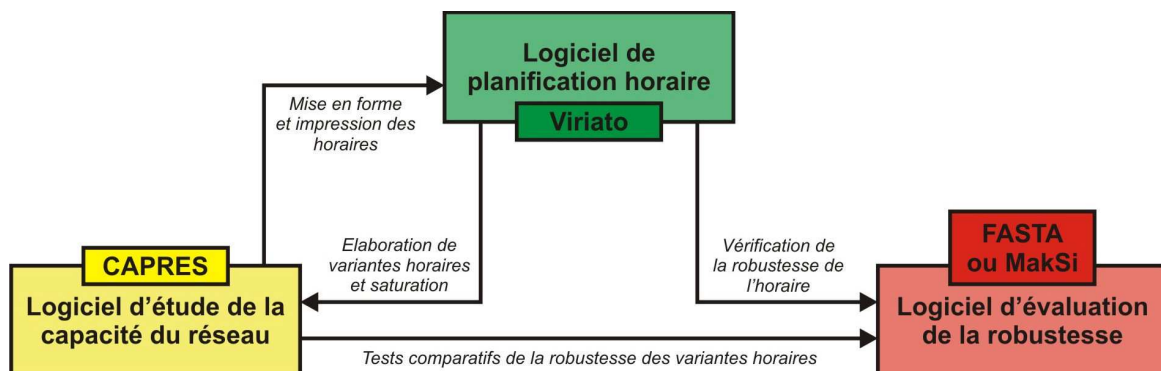 Logiciel de
planification horaire
Viriato
Mise en forme
et impression des
horaires
Elaboration de
variantes horaires
et saturation
Vérification de
la robustesse de
l'horaire
CAPRES
Logiciel d'étude de la
capacité du réseau
FASTA
ou MakSi
Logiciel d'évaluation
de la robustesse
Tests comparatifs de la robustesse des variantes horaires